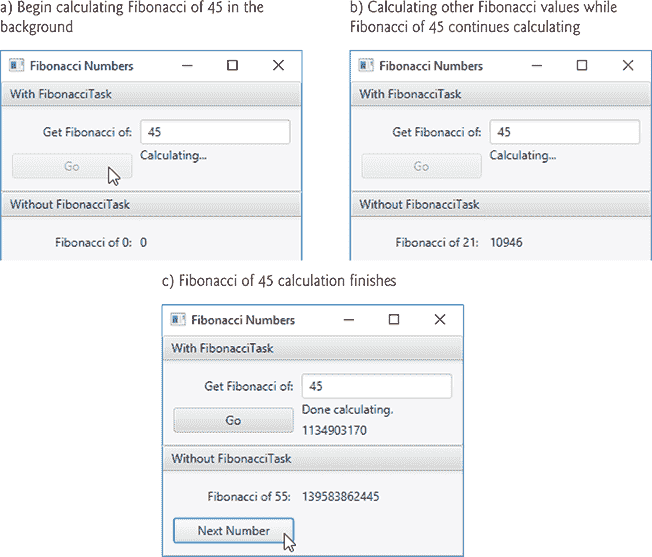 a) Begin calculating Fibonacci of 45 in the
background
Fibonacci Numbers
With FibonacciTask
Get Fibonacci of: 45
Go Calculating...
Without FibonacciTask
Fibonacci of 0: 0
b) Calculating other Fibonacci values while
Fibonacci of 45 continues calculating
Fibonacci Numbers
With FibonacciTask
Get Fibonacci of: 45
Go Calculating...
Without FibonacciTask
Fibonacci of 21: 10946
c) Fibonacci of 45 calculation finishes
Fibonacci Numbers
With FibonacciTask
Get Fibonacci of: 45
Done calculating.
Go 1134903170
Without FibonacciTask
Fibonacci of 55: 139583862445
Next Number